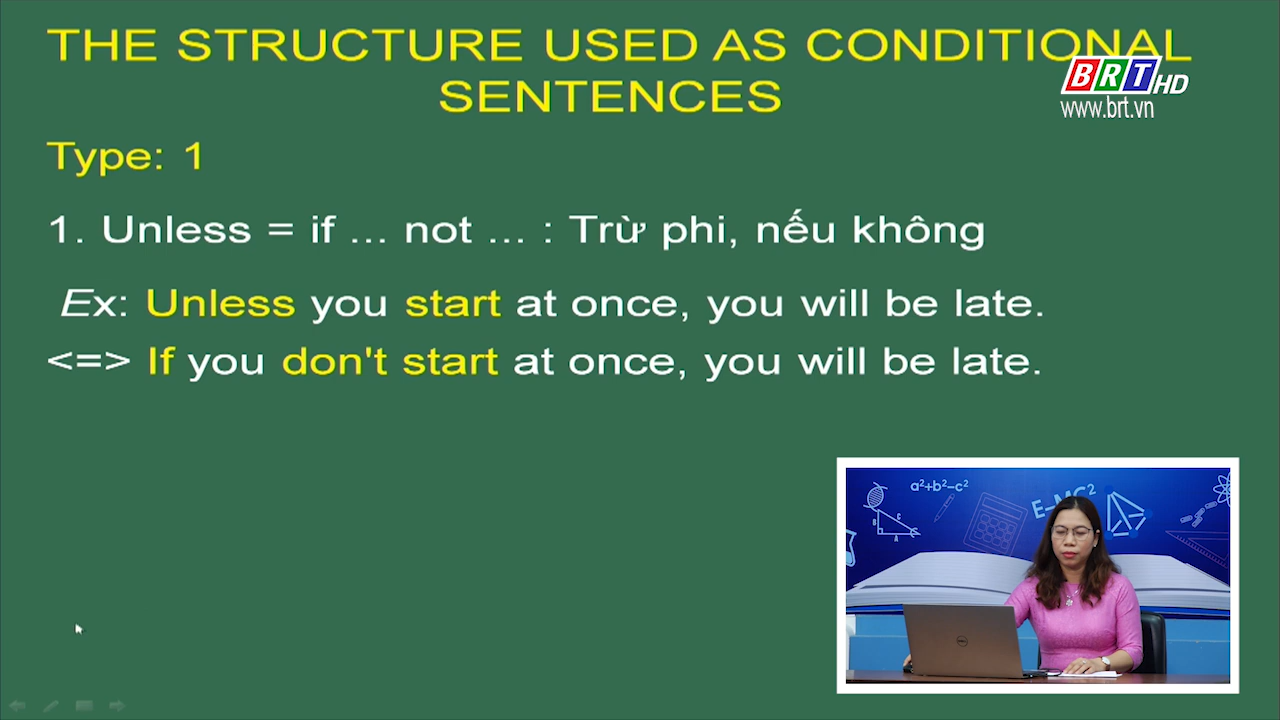 THE STRUCTURE USED AS CONDITIONAL
SENTENCES
BRT HD
www.brt.vn
Type: 1
1. Unless = if ... not ... : Trừ phi, nếu không
Ex: Unless you start at once, you will be late.
<=> If you don't start at once, you will be late.
a²+b²–c²
E=MC²
B
C
A
DELL